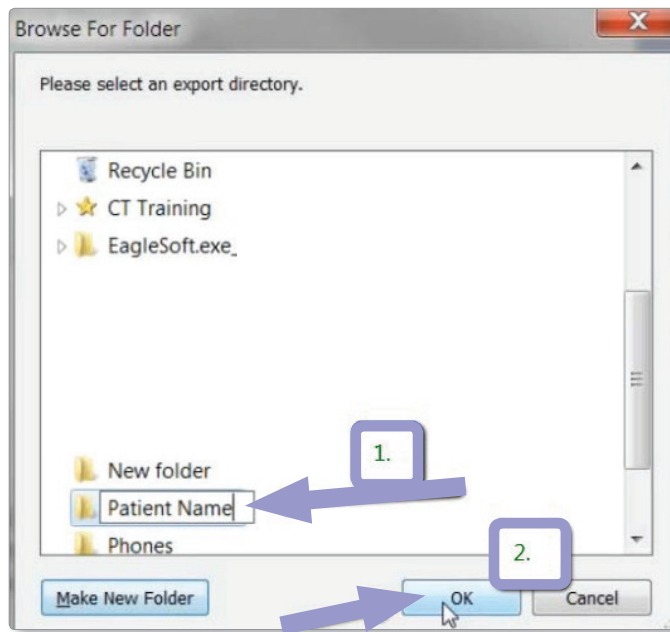 Browse For Folder
Please select an export directory.
Recycle Bin
CT Training
EagleSoft.exe_
1.
New folder
Patient Name
Phones
2.
Make New Folder
OK
Cancel